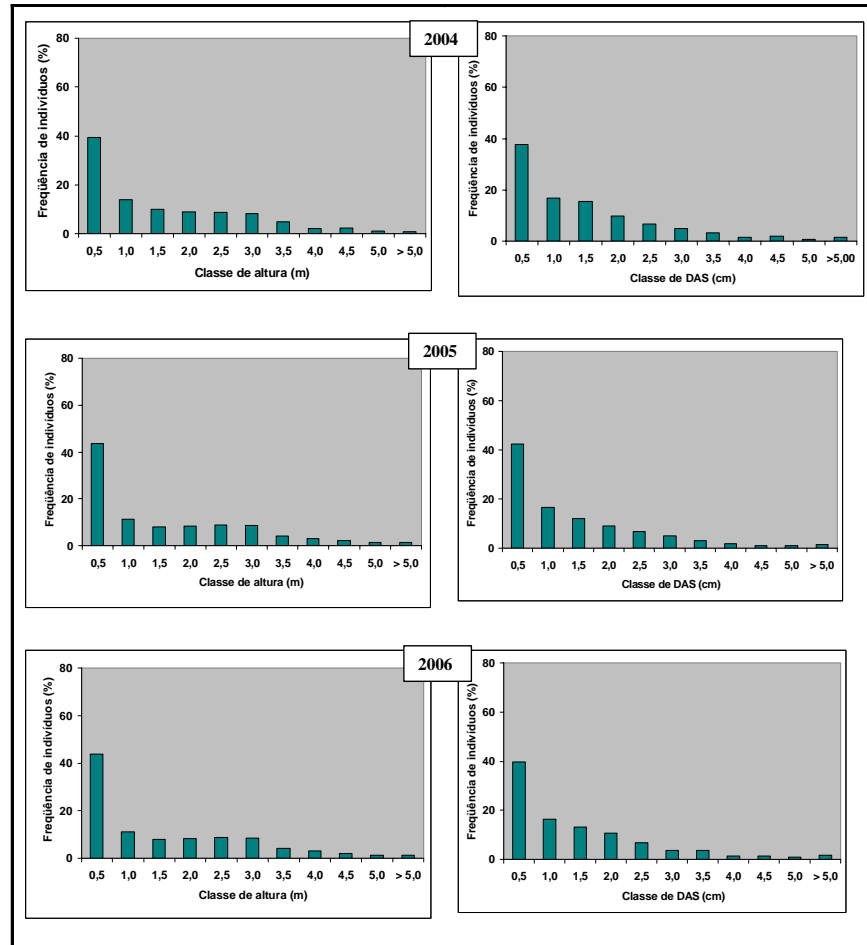 2004
Freqüência de indivíduos (%)
80
60
40
20
0
0,5 1,0 1,5 2,0 2,5 3,0 3,5 4,0 4,5 5,0 > 5,0
Classe de altura (m)
Freqüência de indivíduos (%)
80
60
40
20
0
0,5 1,0 1,5 2,0 2,5 3,0 3,5 4,0 4,5 5,0 >5,00
Classe de DAS (cm)
2005
Freqüência de indivíduos (%)
80
60
40
20
0
0,5 1,0 1,5 2,0 2,5 3,0 3,5 4,0 4,5 5,0 > 5,0
Classe de altura (m)
Freqüência de indivíduos (%)
80
60
40
20
0
0,5 1,0 1,5 2,0 2,5 3,0 3,5 4,0 4,5 5,0 > 5,0
Classe de DAS (cm)
2006
Freqüência de indivíduos (%)
80
60
40
20
0
0,5 1,0 1,5 2,0 2,5 3,0 3,5 4,0 4,5 5,0 > 5,0
Classe de altura (m)
Freqüência de indivíduos (%)
80
60
40
20
0
0,5 1,0 1,5 2,0 2,5 3,0 3,5 4,0 4,5 5,0 > 5,0
Classe de DAS (cm)